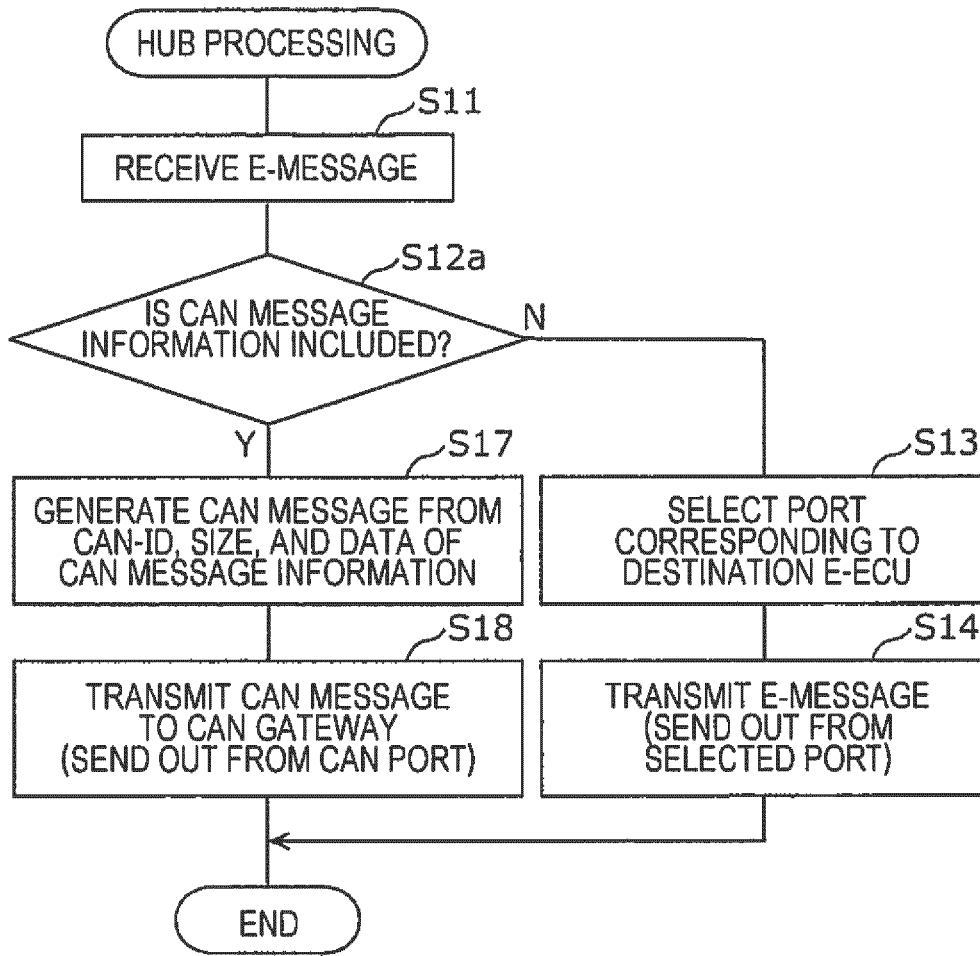 HUB PROCESSING
S11
RECEIVE E-MESSAGE
S12a
IS CAN MESSAGE
INFORMATION INCLUDED?
N
Y
S17
GENERATE CAN MESSAGE FROM
CAN-ID, SIZE, AND DATA OF
CAN MESSAGE INFORMATION
S13
SELECT PORT
CORRESPONDING TO
DESTINATION E-ECU
S18
TRANSMIT CAN MESSAGE
TO CAN GATEWAY
(SEND OUT FROM CAN PORT)
S14
TRANSMIT E-MESSAGE
(SEND OUT FROM
SELECTED PORT)
END